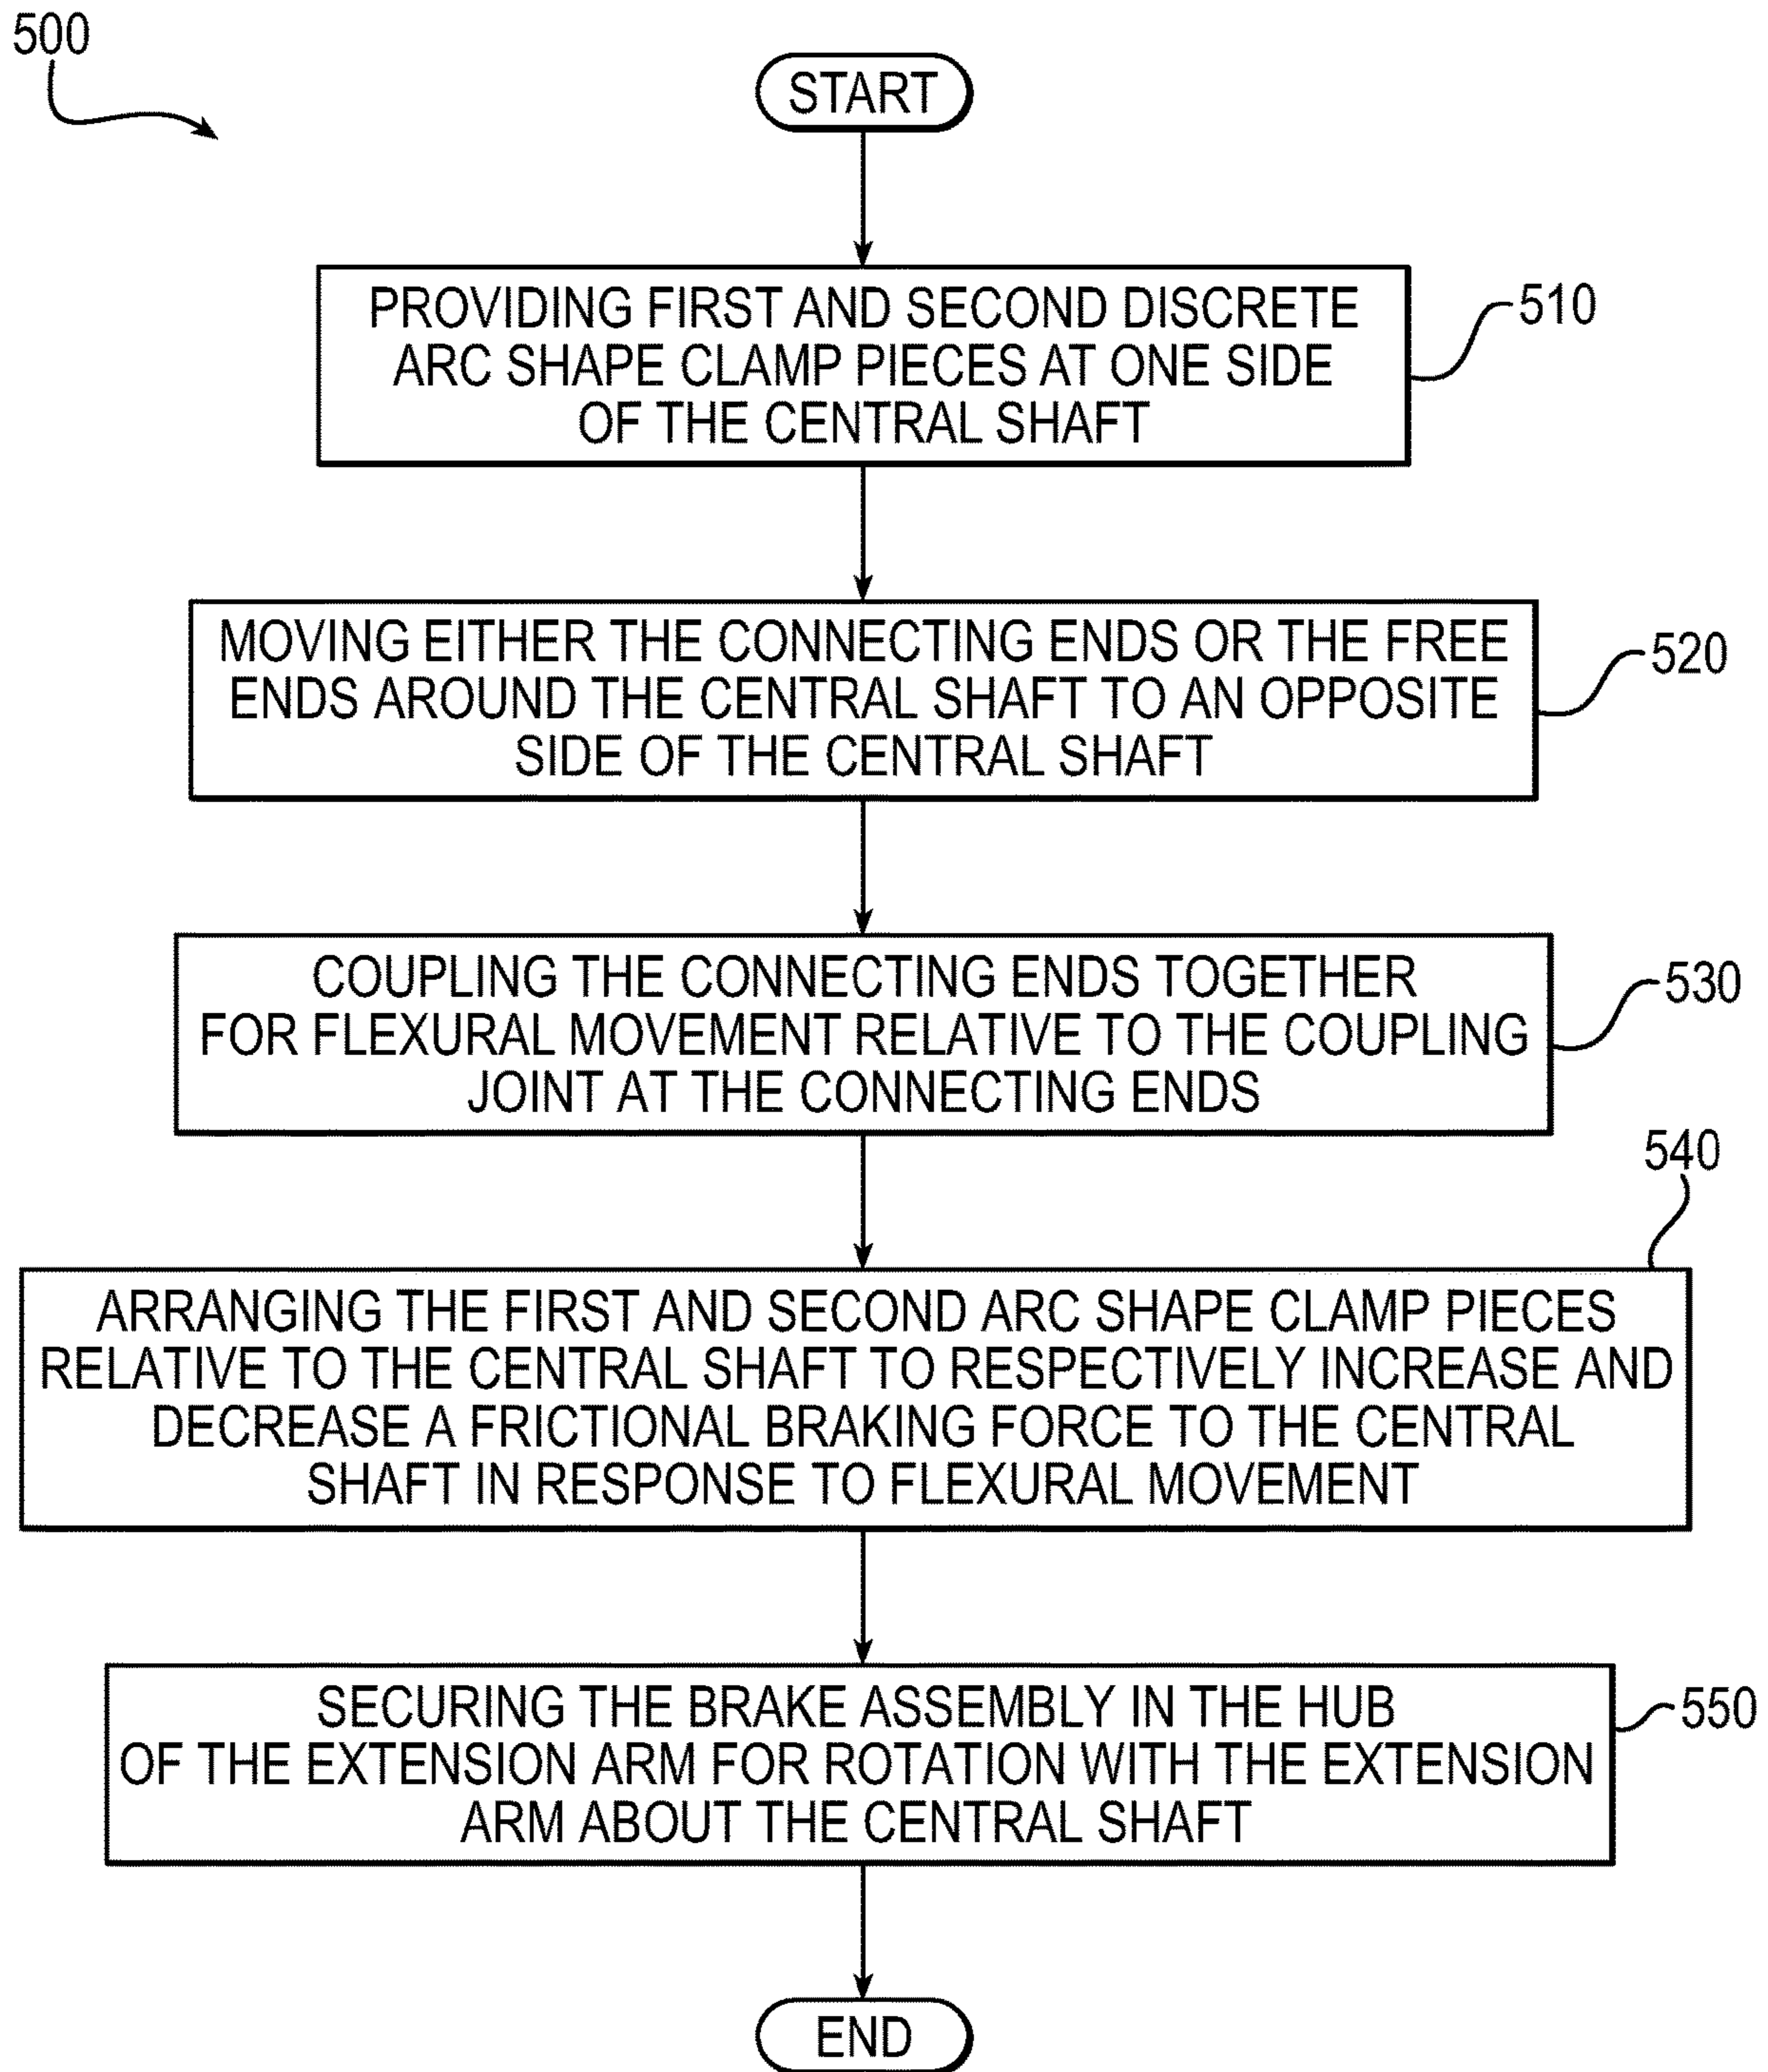 500
START
PROVIDING FIRST AND SECOND DISCRETE
ARC SHAPE CLAMP PIECES AT ONE SIDE
OF THE CENTRAL SHAFT
510
MOVING EITHER THE CONNECTING ENDS OR THE FREE
ENDS AROUND THE CENTRAL SHAFT TO AN OPPOSITE
SIDE OF THE CENTRAL SHAFT
520
COUPLING THE CONNECTING ENDS TOGETHER
FOR FLEXURAL MOVEMENT RELATIVE TO THE COUPLING
JOINT AT THE CONNECTING ENDS
530
540
ARRANGING THE FIRST AND SECOND ARC SHAPE CLAMP PIECES
RELATIVE TO THE CENTRAL SHAFT TO RESPECTIVELY INCREASE AND
DECREASE A FRICTIONAL BRAKING FORCE TO THE CENTRAL
SHAFT IN RESPONSE TO FLEXURAL MOVEMENT
SECURING THE BRAKE ASSEMBLY IN THE HUB
OF THE EXTENSION ARM FOR ROTATION WITH THE EXTENSION
ARM ABOUT THE CENTRAL SHAFT
550
END